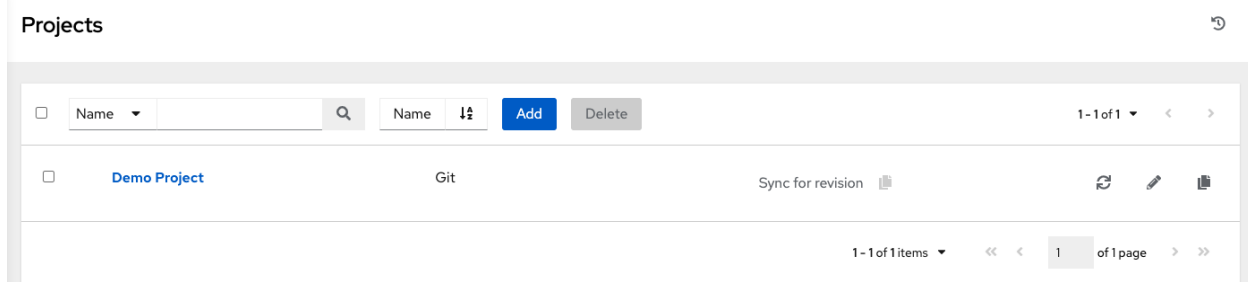 Projects
Name Name Add Delete 1 - 1 of 1
Demo Project Git Sync for revision
1 - 1 of 1 items 1 of 1 page